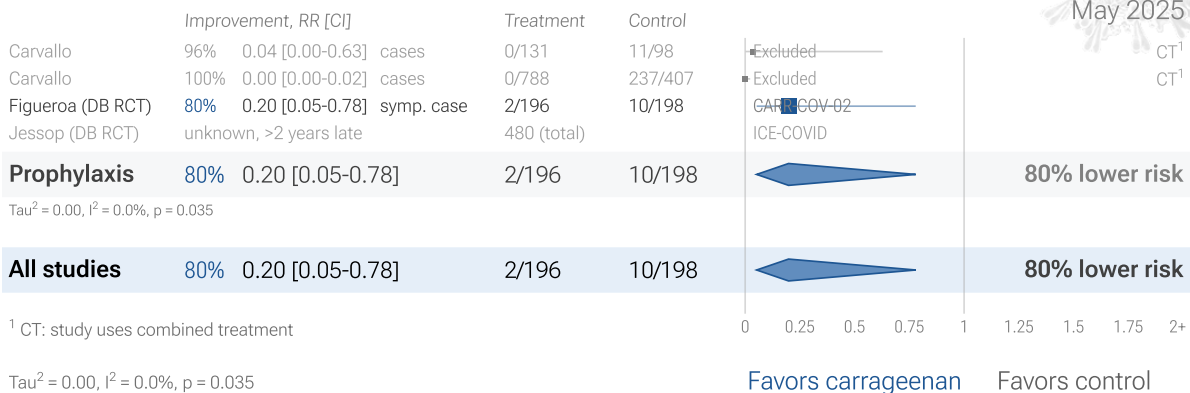 May 2025
Improvement, RR [CI] Treatment Control
Carvallo 96% 0.04 [0.00-0.63] cases 0/131 11/98 Excluded CT1
Carvallo 100% 0.00 [0.00-0.02] cases 0/788 237/407 Excluded CT1
Figueroa (DB RCT) 80% 0.20 [0.05-0.78] symp. case 2/196 10/198 CARR-COV-02
Jessop (DB RCT) unknown, >2 years late 480 (total) ICE-COVID
Prophylaxis 80% 0.20 [0.05-0.78] 2/196 10/198 80% lower risk
Tau2 = 0.00, I2 = 0.0%, p = 0.035
All studies 80% 0.20 [0.05-0.78] 2/196 10/198 80% lower risk
0 0.25 0.5 0.75 1 1.25 1.5 1.75 2+
1 CT: study uses combined treatment
Tau2 = 0.00, I2 = 0.0%, p = 0.035 Favors carrageenan Favors control